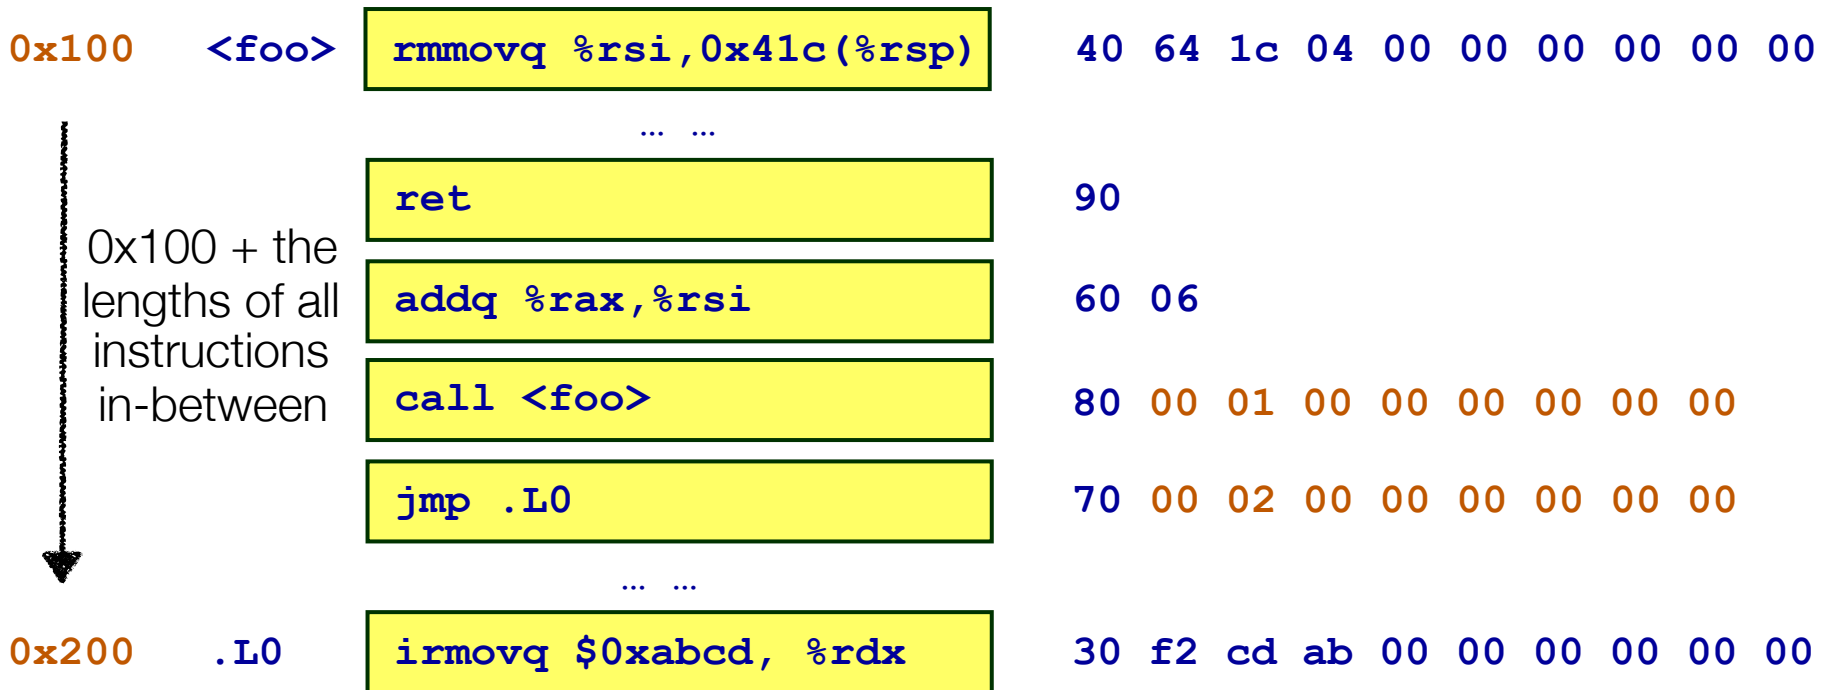 0x100 <foo> rmmovq %rsi,0x41c(%rsp) 40 64 1c 04 00 00 00 00 00 00
… …
ret 90
0x100 + the
lengths of all
instructions
in-between
addq %rax,%rsi 60 06
call <foo> 80 00 01 00 00 00 00 00 00
jmp .L0 70 00 02 00 00 00 00 00 00
… …
0x200 .L0 irmovq $0xabcd, %rdx 30 f2 cd ab 00 00 00 00 00 00